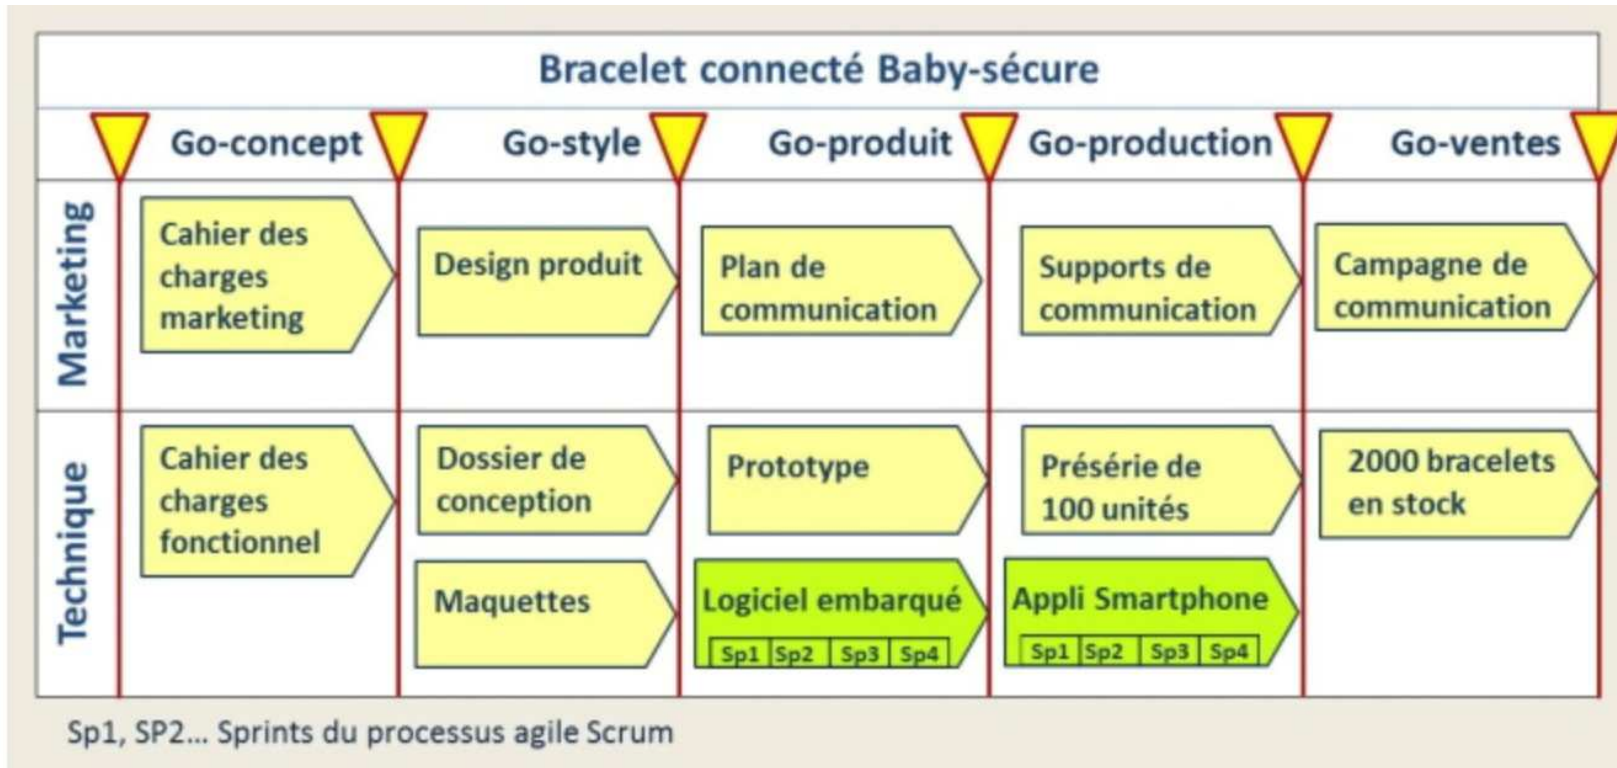 Bracelet connecté Baby-sécure
Go-concept
Go-style
Go-produit
Go-production
Go-ventes
Marketing
Cahier des
charges
marketing
Design produit
Plan de
communication
Supports de
communication
Campagne de
communication
Technique
Cahier des
charges
fonctionnel
Dossier de
conception
Prototype
Présérie de
100 unités
2000 bracelets
en stock
Maquettes
Logiciel embarqué
Sp1 Sp2 Sp3 Sp4
Appli Smartphone
Sp1 Sp2 Sp3 Sp4
Sp1, SP2... Sprints du processus agile Scrum